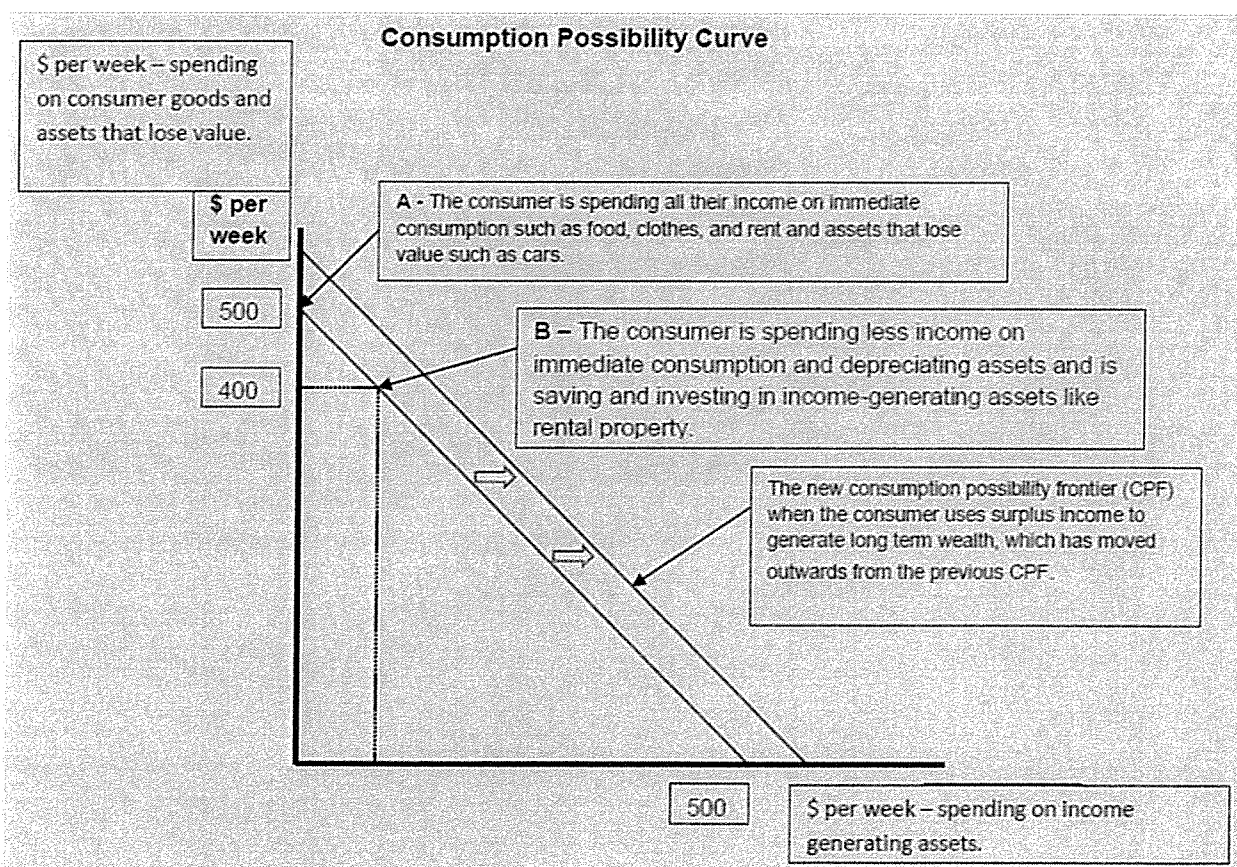 Consumption Possibility Curve
$ per week – spending
on consumer goods and
assets that lose value.
$ per
week
A - The consumer is spending all their income on immediate
consumption such as food, clothes, and rent and assets that lose
value such as cars.
500
B – The consumer is spending less income on
immediate consumption and depreciating assets and is
saving and investing in income-generating assets like
rental property.
400
The new consumption possibility frontier (CPF)
when the consumer uses surplus income to
generate long term wealth, which has moved
outwards from the previous CPF.
500
$ per week – spending on income
generating assets.